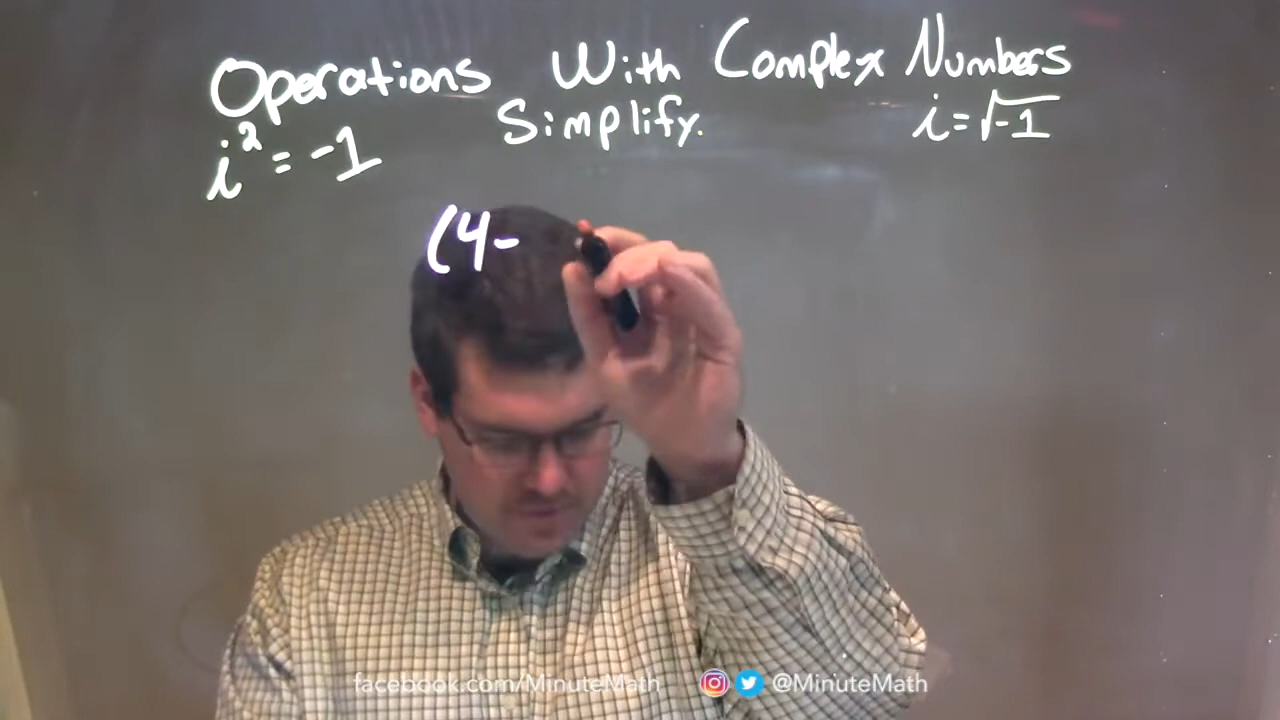 Operations With Complex Numbers
Simplify.
i² = -1
i = √-1
(4-
facebook.com/MinuteMath @MinuteMath